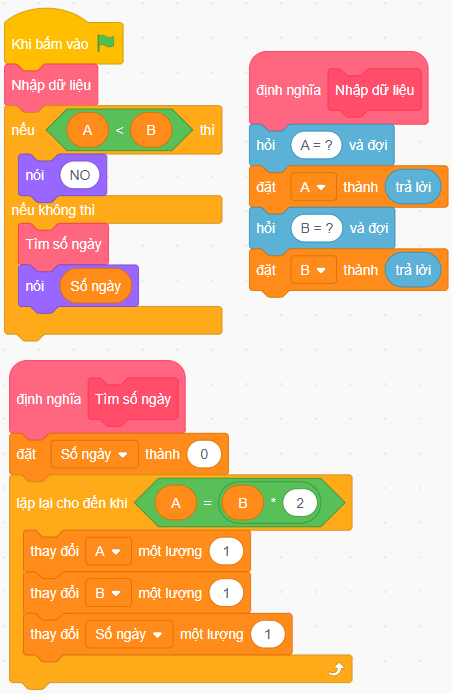 Khi bấm vào
Nhập dữ liệu
nếu A < B thì
nói NO
nếu không thì
Tìm số ngày
nói Số ngày
định nghĩa Nhập dữ liệu
hỏi A = ? và đợi
đặt A thành trả lời
hỏi B = ? và đợi
đặt B thành trả lời
định nghĩa Tìm số ngày
đặt Số ngày thành 0
lặp lại cho đến khi A = B * 2
thay đổi A một lượng 1
thay đổi B một lượng 1
thay đổi Số ngày một lượng 1